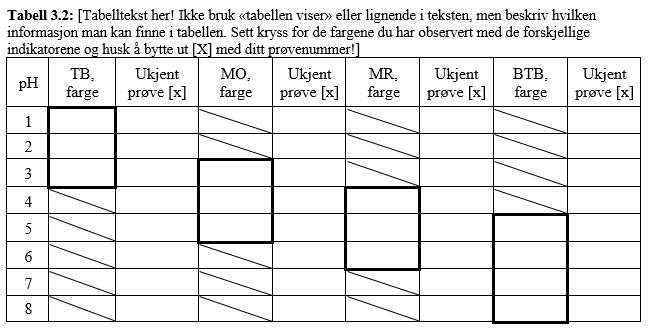 Tabell 3.2: [Tabelltekst her! Ikke bruk «tabellen viser» eller lignende i teksten, men beskriv hvilken
informasjon man kan finne i tabellen. Sett kryss for de fargene du har observert med de forskjellige
indikatorene og husk å bytte ut [X] med ditt prøvenummer!]
pH TB, farge Ukjent prøve [x] MO, farge Ukjent prøve [x] MR, farge Ukjent prøve [x] BTB, farge Ukjent prøve [x]
1
2
3
4
5
6
7
8